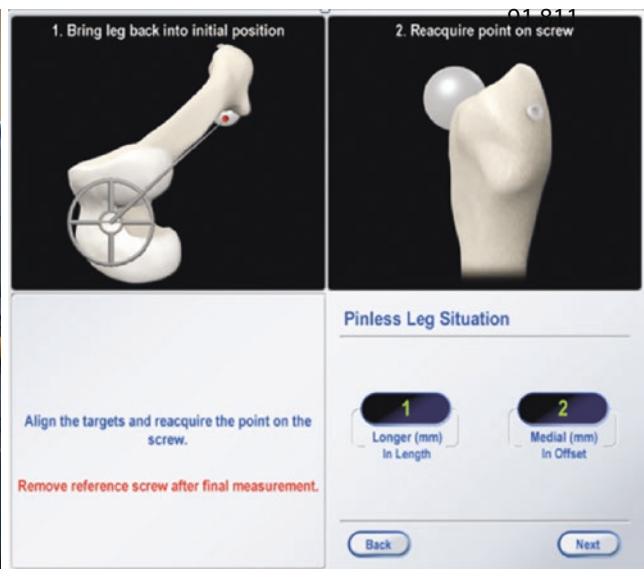 1. Bring leg back into initial position
2. Reacquire point on screw
Align the targets and reacquire the point on the
screw.
Remove reference screw after final measurement.
Pinless Leg Situation
1
Longer (mm)
In Length
2
Medial (mm)
In Offset
Back
Next